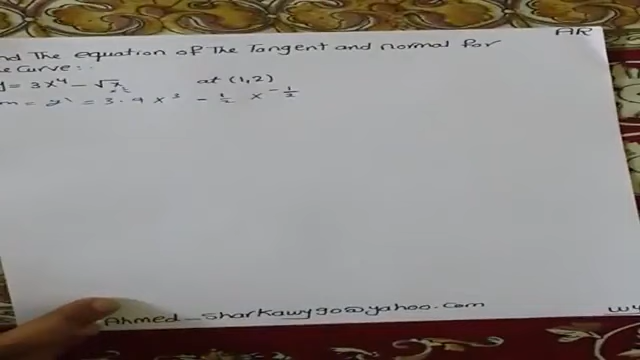 nd The equation of The Tangent and normal For
e curve:-
y = 3x⁴ - √x at (1,2)
m = y' = 3.4 x³ - 1/2 x^-1/2
AR
Ahmed_sharkawy90@yahoo.com